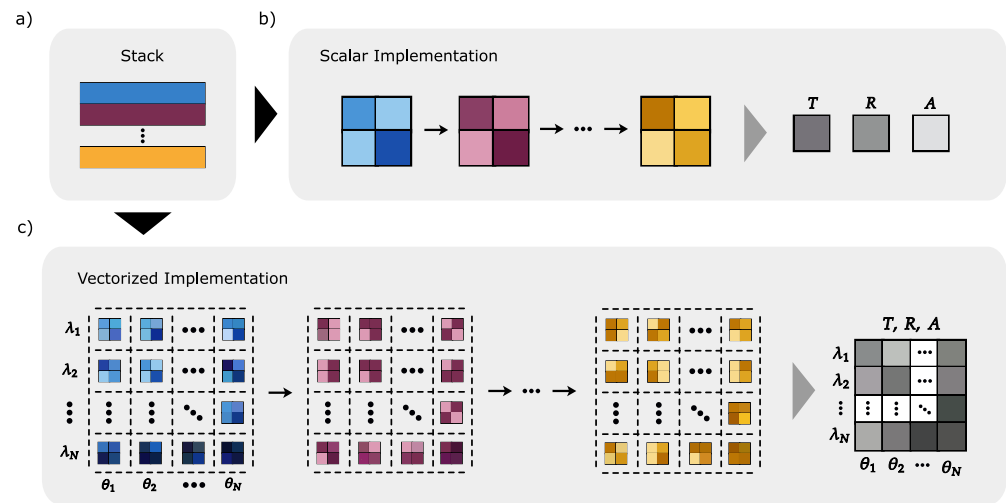 a)
Stack
b)
Scalar Implementation
T R A
c)
Vectorized Implementation
T, R, A
λ1
λ2
λN
θ1 θ2 θN
λ1
λ2
λN
θ1 θ2 θN